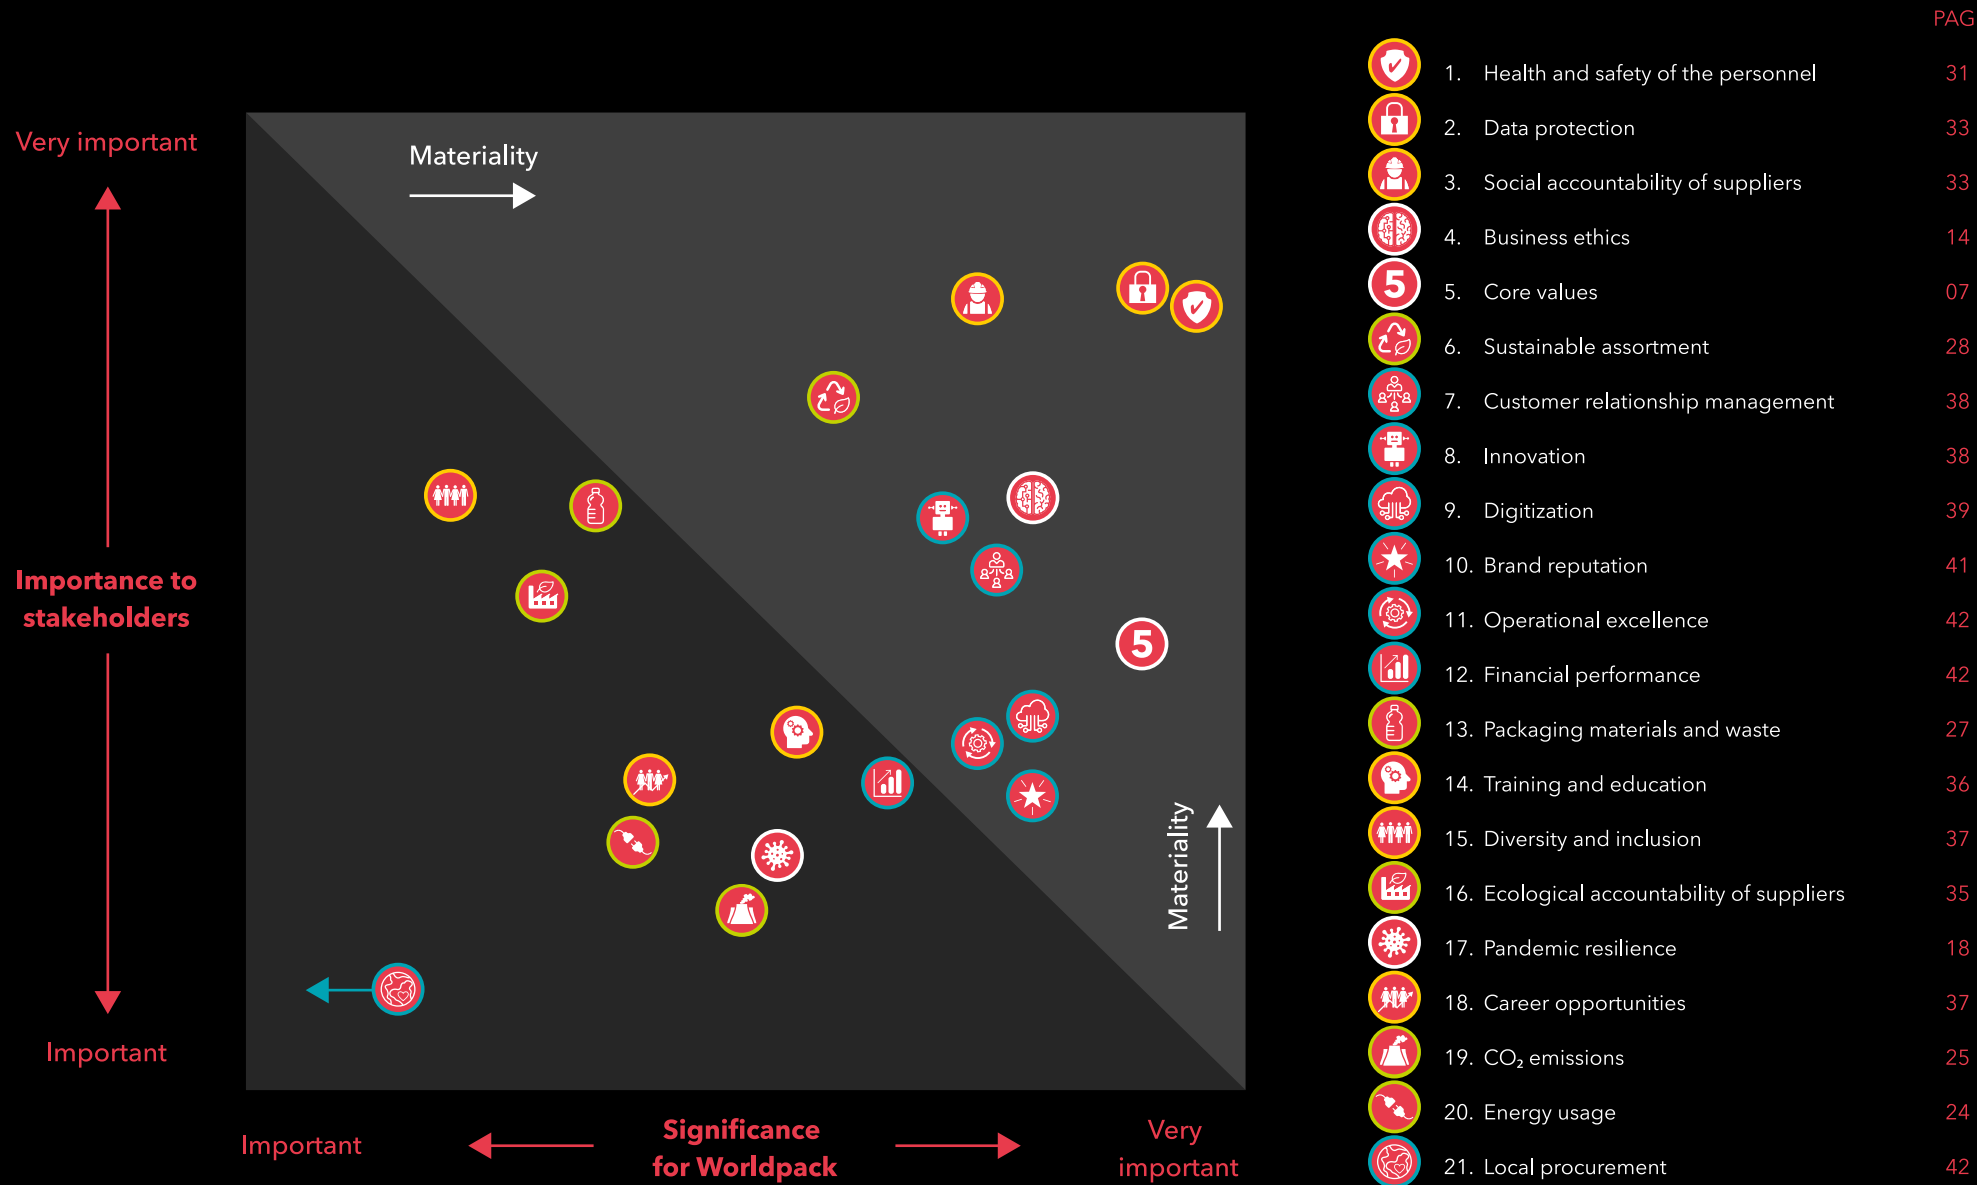 PAG
1. Health and safety of the personnel 31
2. Data protection 33
3. Social accountability of suppliers 33
4. Business ethics 14
5 5. Core values 07
6. Sustainable assortment 28
7. Customer relationship management 38
8. Innovation 38
9. Digitization 39
10. Brand reputation 41
11. Operational excellence 42
12. Financial performance 42
13. Packaging materials and waste 27
14. Training and education 36
15. Diversity and inclusion 37
16. Ecological accountability of suppliers 35
17. Pandemic resilience 18
18. Career opportunities 37
19. CO₂ emissions 25
20. Energy usage 24
21. Local procurement 42
Very important
Importance to
stakeholders
Important
Materiality
5
Materiality
Important
Significance
for Worldpack
Very
important